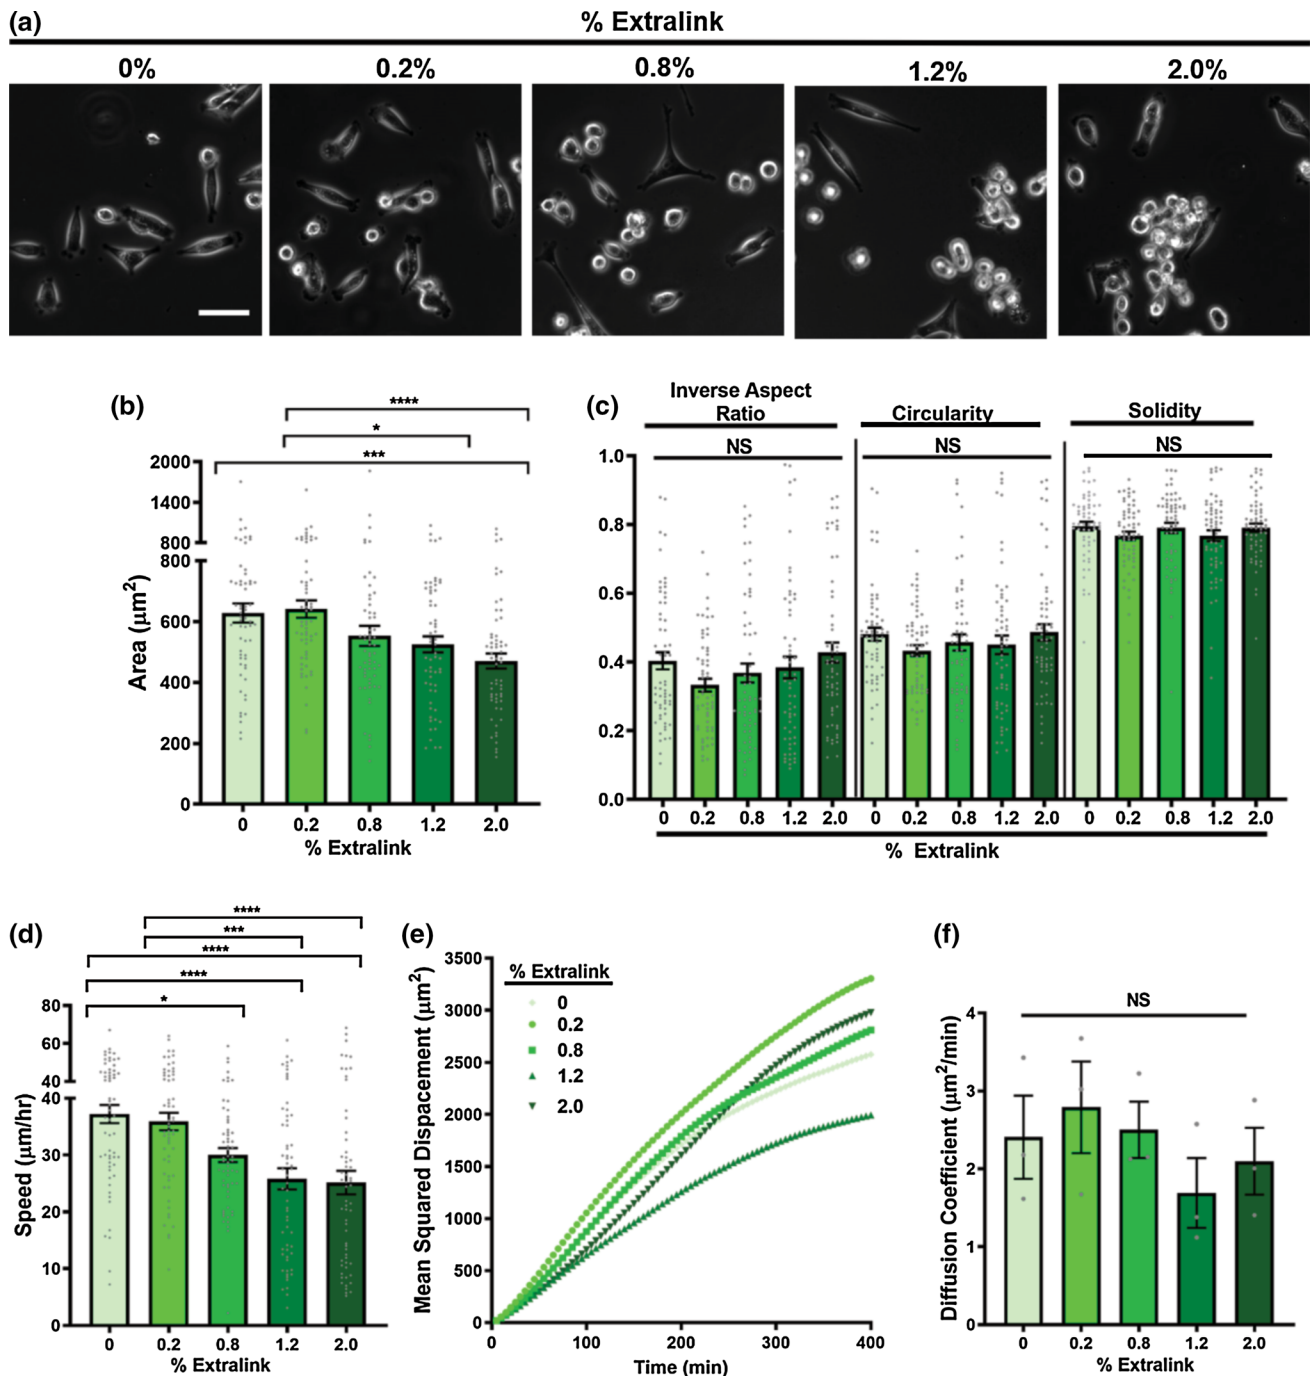 (a)
% Extralink
0% 0.2% 0.8% 1.2% 2.0%
(b)
****
*
***
2000
1400
800
800
600
400
200
0
Area (μm²)
0 0.2 0.8 1.2 2.0
% Extralink
(c)
Inverse Aspect
Ratio
Circularity
Solidity
NS NS NS
1.0
0.8
0.6
0.4
0.2
0.0
0 0.2 0.8 1.2 2.0 0 0.2 0.8 1.2 2.0 0 0.2 0.8 1.2 2.0
% Extralink
(d)
****
***
****
****
*
80
60
40
40
30
20
10
0
Speed (μm/hr)
0 0.2 0.8 1.2 2.0
% Extralink
(e)
Mean Squared Dispacement (μm²)
3500
3000
2500
2000
1500
1000
500
0
% Extralink
0
0.2
0.8
1.2
2.0
0 100 200 300 400
Time (min)
(f)
NS
Diffusion Coefficient (μm²/min)
4
3
2
1
0
0 0.2 0.8 1.2 2.0
% Extralink